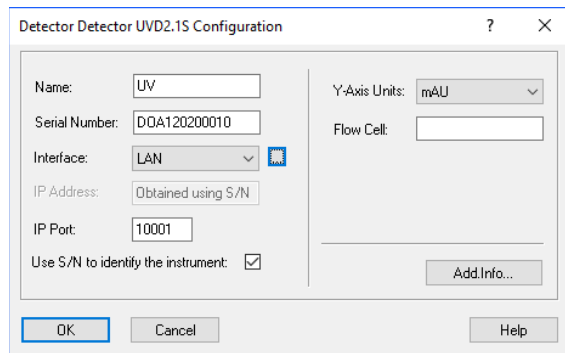 Detector Detector UVD2.1S Configuration ? ×
Name: UV
Serial Number: DOA120200010
Interface: LAN
IP Address: Obtained using S/N
IP Port: 10001
Use S/N to identify the instrument:
Y-Axis Units: mAU
Flow Cell:
Add.Info...
OK Cancel Help